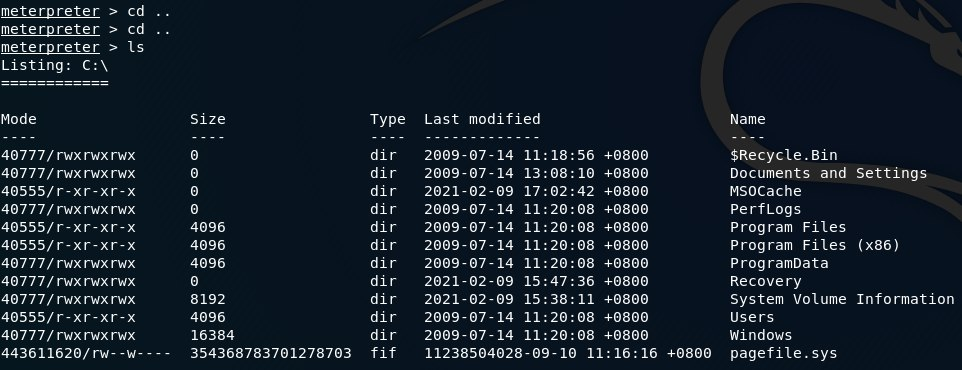 meterpreter > cd ..
meterpreter > cd ..
meterpreter > ls
Listing: C:\
============
Mode Size Type Last modified Name
---- ---- ---- ------------- ----
40777/rwxrwxrwx 0 dir 2009-07-14 11:18:56 +0800 $Recycle.Bin
40777/rwxrwxrwx 0 dir 2009-07-14 13:08:10 +0800 Documents and Settings
40555/r-xr-xr-x 0 dir 2021-02-09 17:02:42 +0800 MSOCache
40777/rwxrwxrwx 0 dir 2009-07-14 11:20:08 +0800 PerfLogs
40555/r-xr-xr-x 4096 dir 2009-07-14 11:20:08 +0800 Program Files
40555/r-xr-xr-x 4096 dir 2009-07-14 11:20:08 +0800 Program Files (x86)
40777/rwxrwxrwx 4096 dir 2009-07-14 11:20:08 +0800 ProgramData
40777/rwxrwxrwx 0 dir 2021-02-09 15:47:36 +0800 Recovery
40777/rwxrwxrwx 8192 dir 2021-02-09 15:38:11 +0800 System Volume Information
40555/r-xr-xr-x 4096 dir 2009-07-14 11:20:08 +0800 Users
40777/rwxrwxrwx 16384 dir 2009-07-14 11:20:08 +0800 Windows
443611620/rw--w---- 354368783701278703 fif 11238504028-09-10 11:16:16 +0800 pagefile.sys